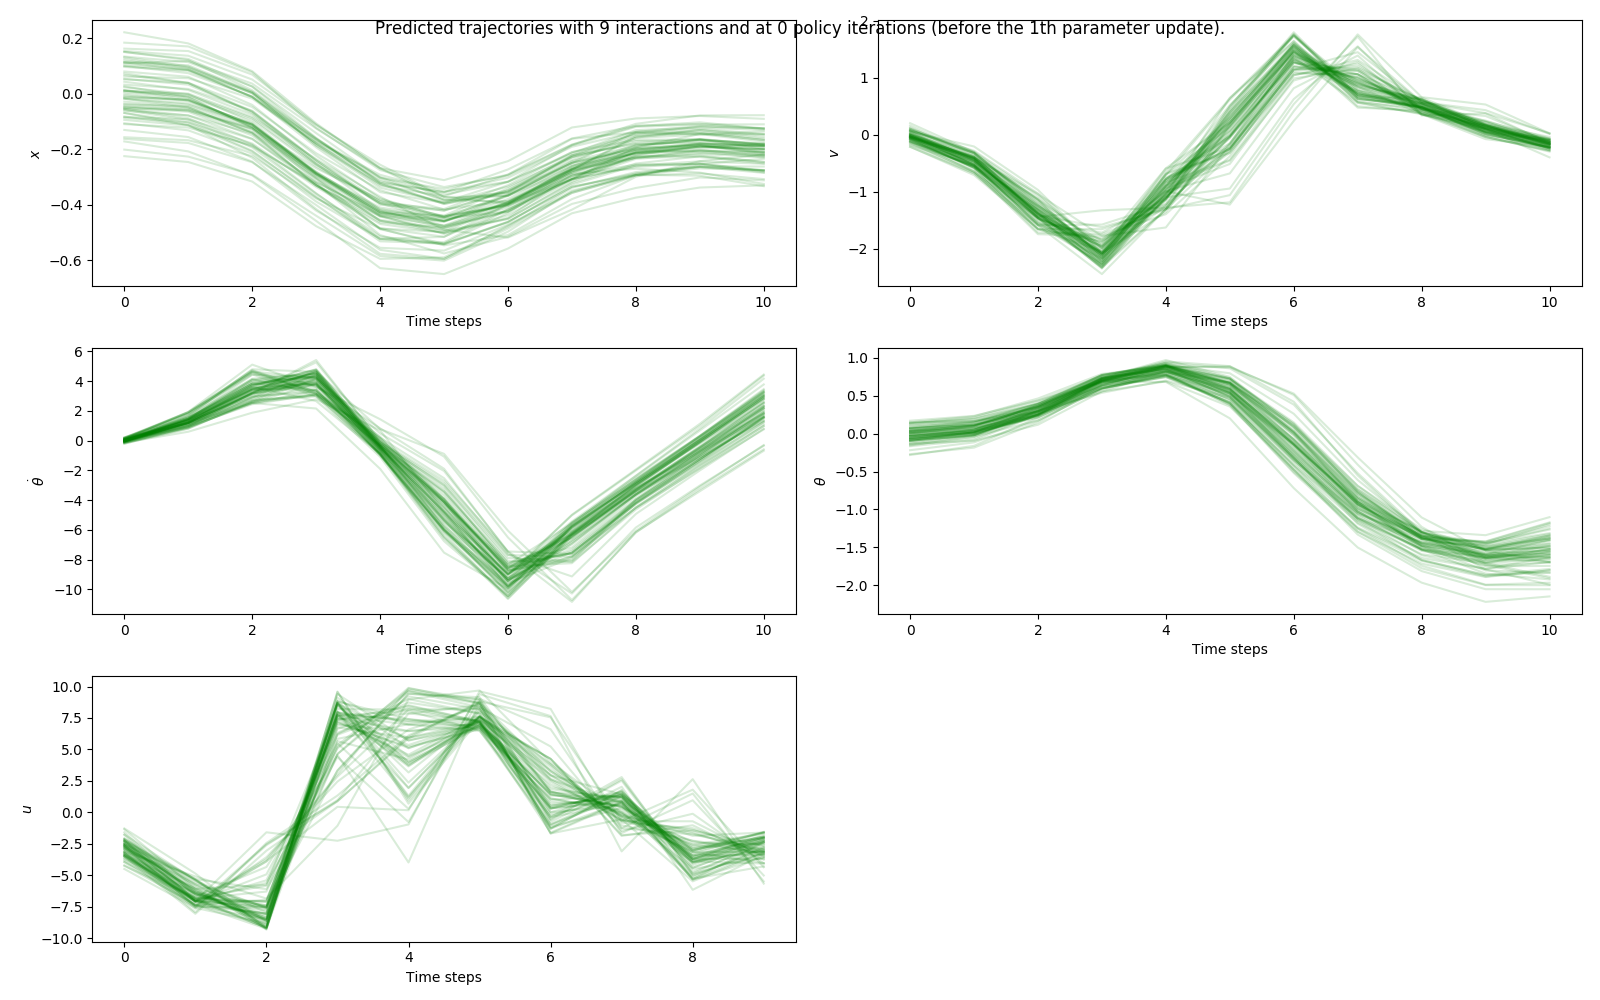 Predicted trajectories with 9 interactions and at 0 policy iterations (before the 1th parameter update).
0.2
0.0
−0.2
−0.4
−0.6
x
0 2 4 6 8 10
Time steps
2
1
0
−1
−2
v
0 2 4 6 8 10
Time steps
6
4
2
0
−2
−4
−6
−8
−10
θ̇
0 2 4 6 8 10
Time steps
1.0
0.5
0.0
−0.5
−1.0
−1.5
−2.0
θ
0 2 4 6 8 10
Time steps
10.0
7.5
5.0
2.5
0.0
−2.5
−5.0
−7.5
−10.0
u
0 2 4 6 8
Time steps